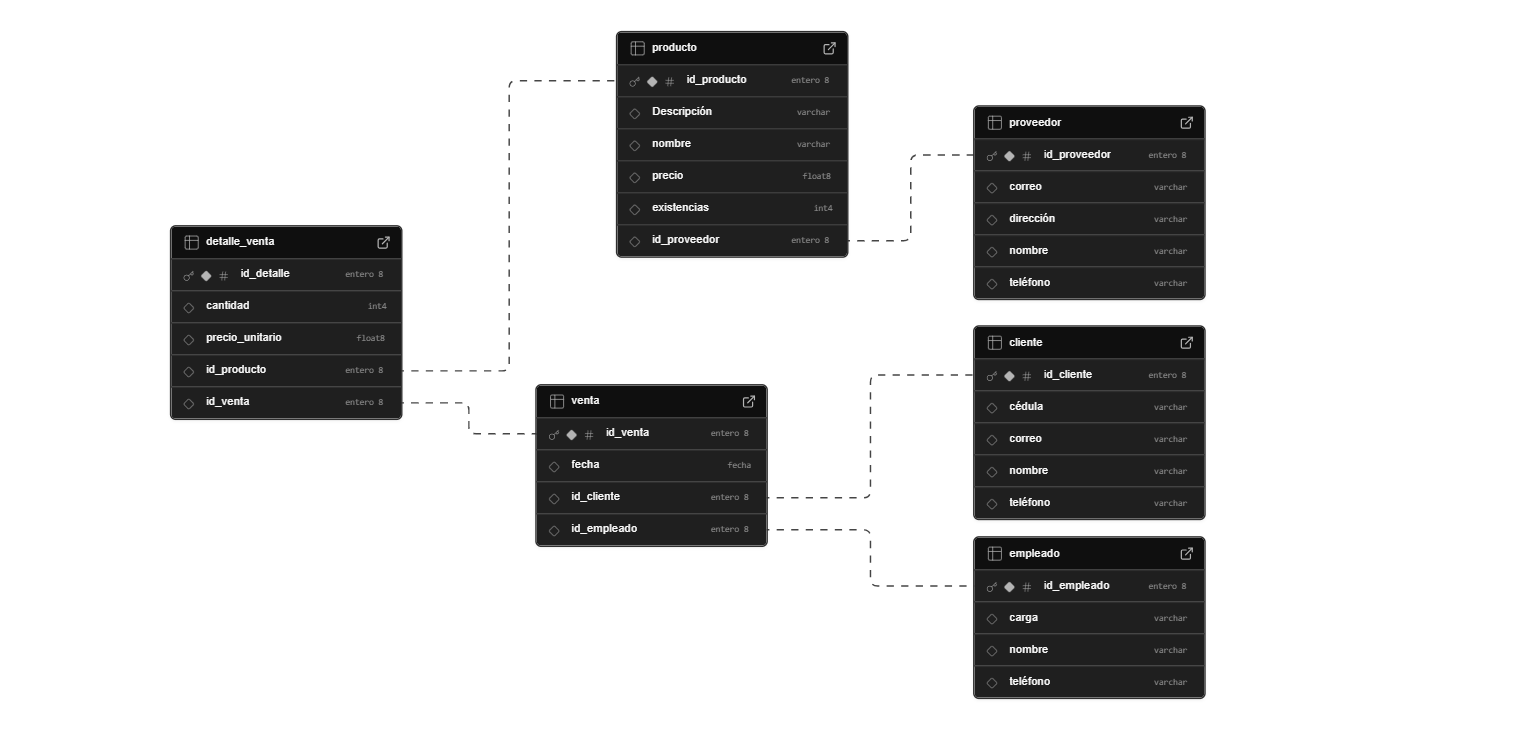 producto
id_producto entero 8
Descripción varchar
nombre varchar
precio float8
existencias int4
id_proveedor entero 8
proveedor
id_proveedor entero 8
correo varchar
dirección varchar
nombre varchar
teléfono varchar
detalle_venta
id_detalle entero 8
cantidad int4
precio_unitario float8
id_producto entero 8
id_venta entero 8
venta
id_venta entero 8
fecha fecha
id_cliente entero 8
id_empleado entero 8
cliente
id_cliente entero 8
cédula varchar
correo varchar
nombre varchar
teléfono varchar
empleado
id_empleado entero 8
carga varchar
nombre varchar
teléfono varchar